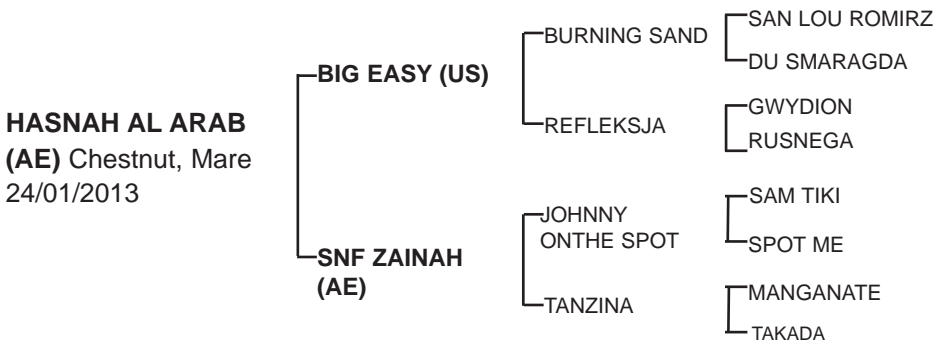 HASNAH AL ARAB
(AE) Chestnut, Mare
24/01/2013
BIG EASY (US)
SNF ZAINAH
(AE)
BURNING SAND
REFLEKSJA
JOHNNY
ONTHE SPOT
TANZINA
SAN LOU ROMIRZ
DU SMARAGDA
GWYDION
RUSNEGA
SAM TIKI
SPOT ME
MANGANATE
TAKADA